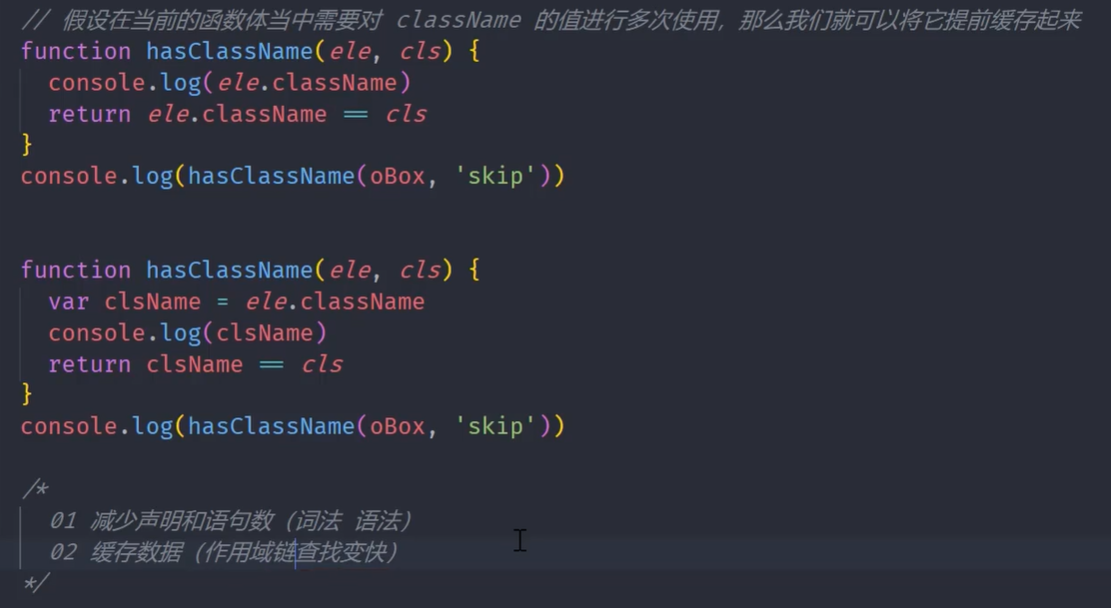 // 假设在当前的函数体当中需要对 className 的值进行多次使用，那么我们就可以将它提前缓存起来
function hasClassName(ele, cls) {
  console.log(ele.className)
  return ele.className == cls
}
console.log(hasClassName(oBox, 'skip'))
function hasClassName(ele, cls) {
  var clsName = ele.className
  console.log(clsName)
  return clsName == cls
}
console.log(hasClassName(oBox, 'skip'))
/*
  01 减少声明和语句数（词法 语法）
  02 缓存数据（作用域链查找变快）
*/